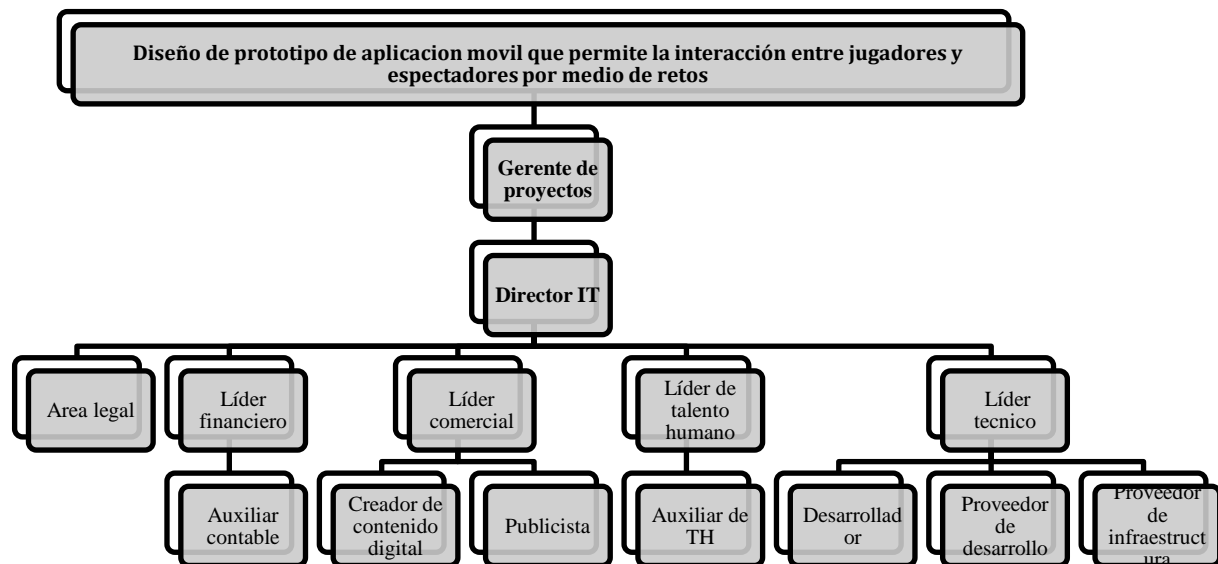 Diseño de prototipo de aplicacion movil que permite la interacción entre jugadores y
espectadores por medio de retos
Gerente de
proyectos
Director IT
Area legal
Líder
financiero
Líder
comercial
Líder de
talento
humano
Líder
tecnico
Auxiliar
contable
Creador de
contenido
digital
Publicista
Auxiliar de
TH
Desarrollad
or
Proveedor
de
desarrollo
Proveedor
de
infraestruct
ura